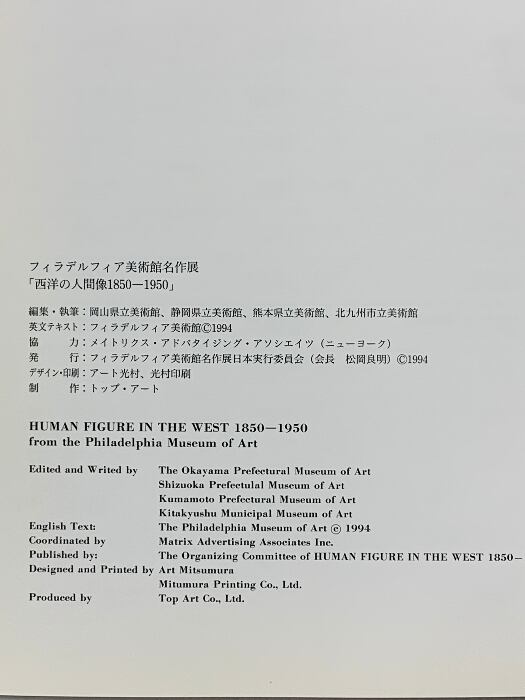 フィラデルフィア美術館名作展
「西洋の人間像1850—1950」
編集・執筆：岡山県立美術館、静岡県立美術館、熊本県立美術館、北九州市立美術館
英文テキスト：フィラデルフィア美術館©1994
協　　力：メイトリクス・アドバタイジング・アソシエイツ（ニューヨーク）
発　　行：フィラデルフィア美術館名作展日本実行委員会（会長　松岡良明）©1994
デザイン・印刷：アート光村、光村印刷
制　　作：トップ・アート
HUMAN FIGURE IN THE WEST 1850—1950
from the Philadelphia Museum of Art
Edited and Writed by The Okayama Prefectural Museum of Art
Shizuoka Prefectulal Museum of Art
Kumamoto Prefectural Museum of Art
Kitakyushu Municipal Museum of Art
English Text: The Philadelphia Museum of Art © 1994
Coordinated by Matrix Advertising Associates Inc.
Published by: The Organizing Committee of HUMAN FIGURE IN THE WEST 1850—
Designed and Printed by Art Mitsumura
Mitumura Printing Co., Ltd.
Produced by Top Art Co., Ltd.